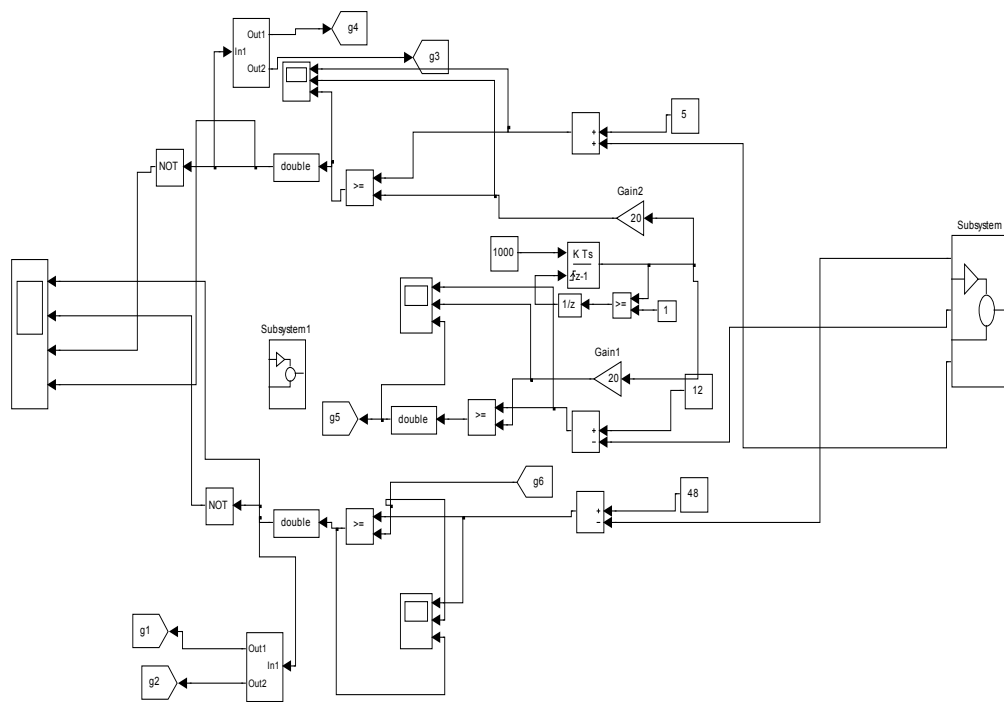 Out1
g4
In1
Out2
g3
5
+
+
NOT
double
>=
Gain2
20
Subsystem
1000
K Ts
z-1
1/z
>=
1
Subsystem1
Gain1
20
12
g5
double
>=
+
−
g6
48
NOT
double
>=
+
−
g1
Out1
In1
g2
Out2